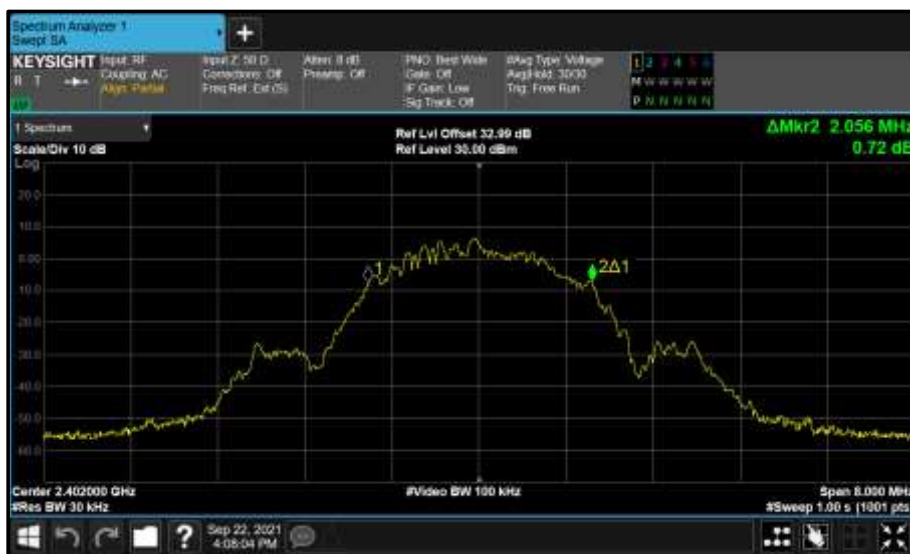 Spectrum Analyzer 1
Swept SA
+
KEYSIGHT
R T
Input: RF
Coupling: AC
Align: Partial
Input Z: 50 Ω
Corrections: Off
Freq Ref: Ext (S)
Atten: 8 dB
Preamp: Off
PNO: Best Wide
Gate: Off
IF Gain: Low
Sig Track: Off
#Avg Type: Voltage
Avg|Hold: 30/30
Trig: Free Run
1 2 3 4 5 6
M W W W W W
P N N N N N
1 Spectrum
Scale/Div 10 dB
Ref Lvl Offset 32.99 dB
Ref Level 30.00 dBm
ΔMkr2 2.056 MHz
0.72 dB
Log
20.0
10.0
0.00
-10.0
-20.0
-30.0
-40.0
-50.0
-60.0
1
2Δ1
Center 2.402000 GHz
#Res BW 30 kHz
#Video BW 100 kHz
Span 8.000 MHz
#Sweep 1.00 s (1001 pts
?
Sep 22, 2021
4:08:04 PM